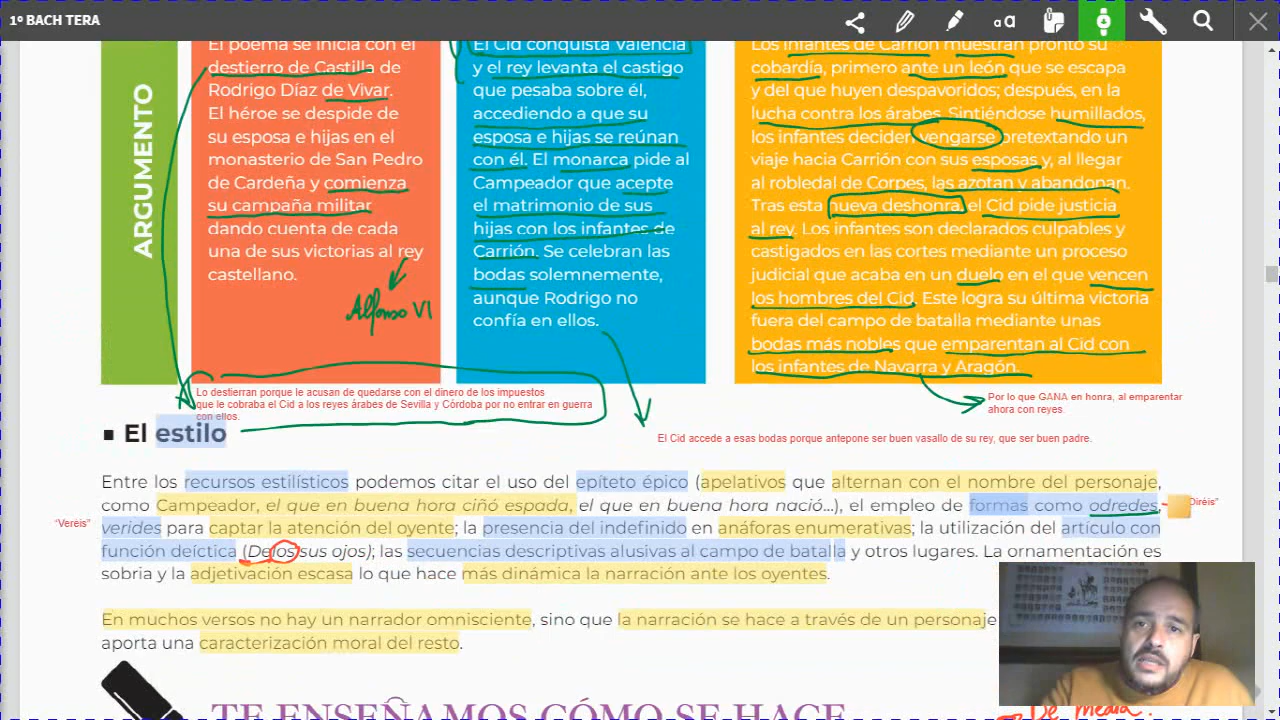 1º BACH TERA
aa
ARGUMENTO
El poema se inicia con el
destierro de Castilla de
Rodrigo Díaz de Vivar.
El héroe se despide de
su esposa e hijas en el
monasterio de San Pedro
de Cardeña y comienza
su campaña militar
dando cuenta de cada
una de sus victorias al rey
castellano.
Alfonso VI
El Cid conquista Valencia
y el rey levanta el castigo
que pesaba sobre él,
accediendo a que su
esposa e hijas se reúnan
con él. El monarca pide al
Campeador que acepte
el matrimonio de sus
hijas con los infantes de
Carrión. Se celebran las
bodas solemnemente,
aunque Rodrigo no
confía en ellos.
Los infantes de Carrión muestran pronto su
cobardía, primero ante un león que se escapa
y del que huyen despavoridos; después, en la
lucha contra los árabes. Sintiéndose humillados,
los infantes deciden vengarse pretextando un
viaje hacia Carrión con sus esposas y, al llegar
al robledal de Corpes, las azotan y abandonan.
Tras esta nueva deshonra, el Cid pide justicia
al rey. Los infantes son declarados culpables y
castigados en las cortes mediante un proceso
judicial que acaba en un duelo en el que vencen
los hombres del Cid. Este logra su última victoria
fuera del campo de batalla mediante unas
bodas más nobles que emparentan al Cid con
los infantes de Navarra y Aragón.
Lo destierran porque le acusan de quedarse con el dinero de los impuestos
que le cobraba el Cid a los reyes árabes de Sevilla y Córdoba por no entrar en guerra
con ellos.
Por lo que GANA en honra, al emparentar
ahora con reyes
El Cid accede a esas bodas porque antepone ser buen vasallo de su rey, que ser buen padre.
▪ El estilo
Entre los recursos estilísticos podemos citar el uso del epíteto épico (apelativos que alternan con el nombre del personaje,
como Campeador, el que en buena hora ciñó espada, el que en buena hora nació...), el empleo de formas como odredes,
"Diréis"
"Veréis"
verides para captar la atención del oyente; la presencia del indefinido en anáforas enumerativas; la utilización del artículo con
función deíctica (De los sus ojos); las secuencias descriptivas alusivas al campo de batalla y otros lugares. La ornamentación es
sobria y la adjetivación escasa lo que hace más dinámica la narración ante los oyentes.
En muchos versos no hay un narrador omnisciente, sino que la narración se hace a través de un personaje
aporta una caracterización moral del resto.
TE ENSEÑAMOS CÓMO SE HACE
De Media.